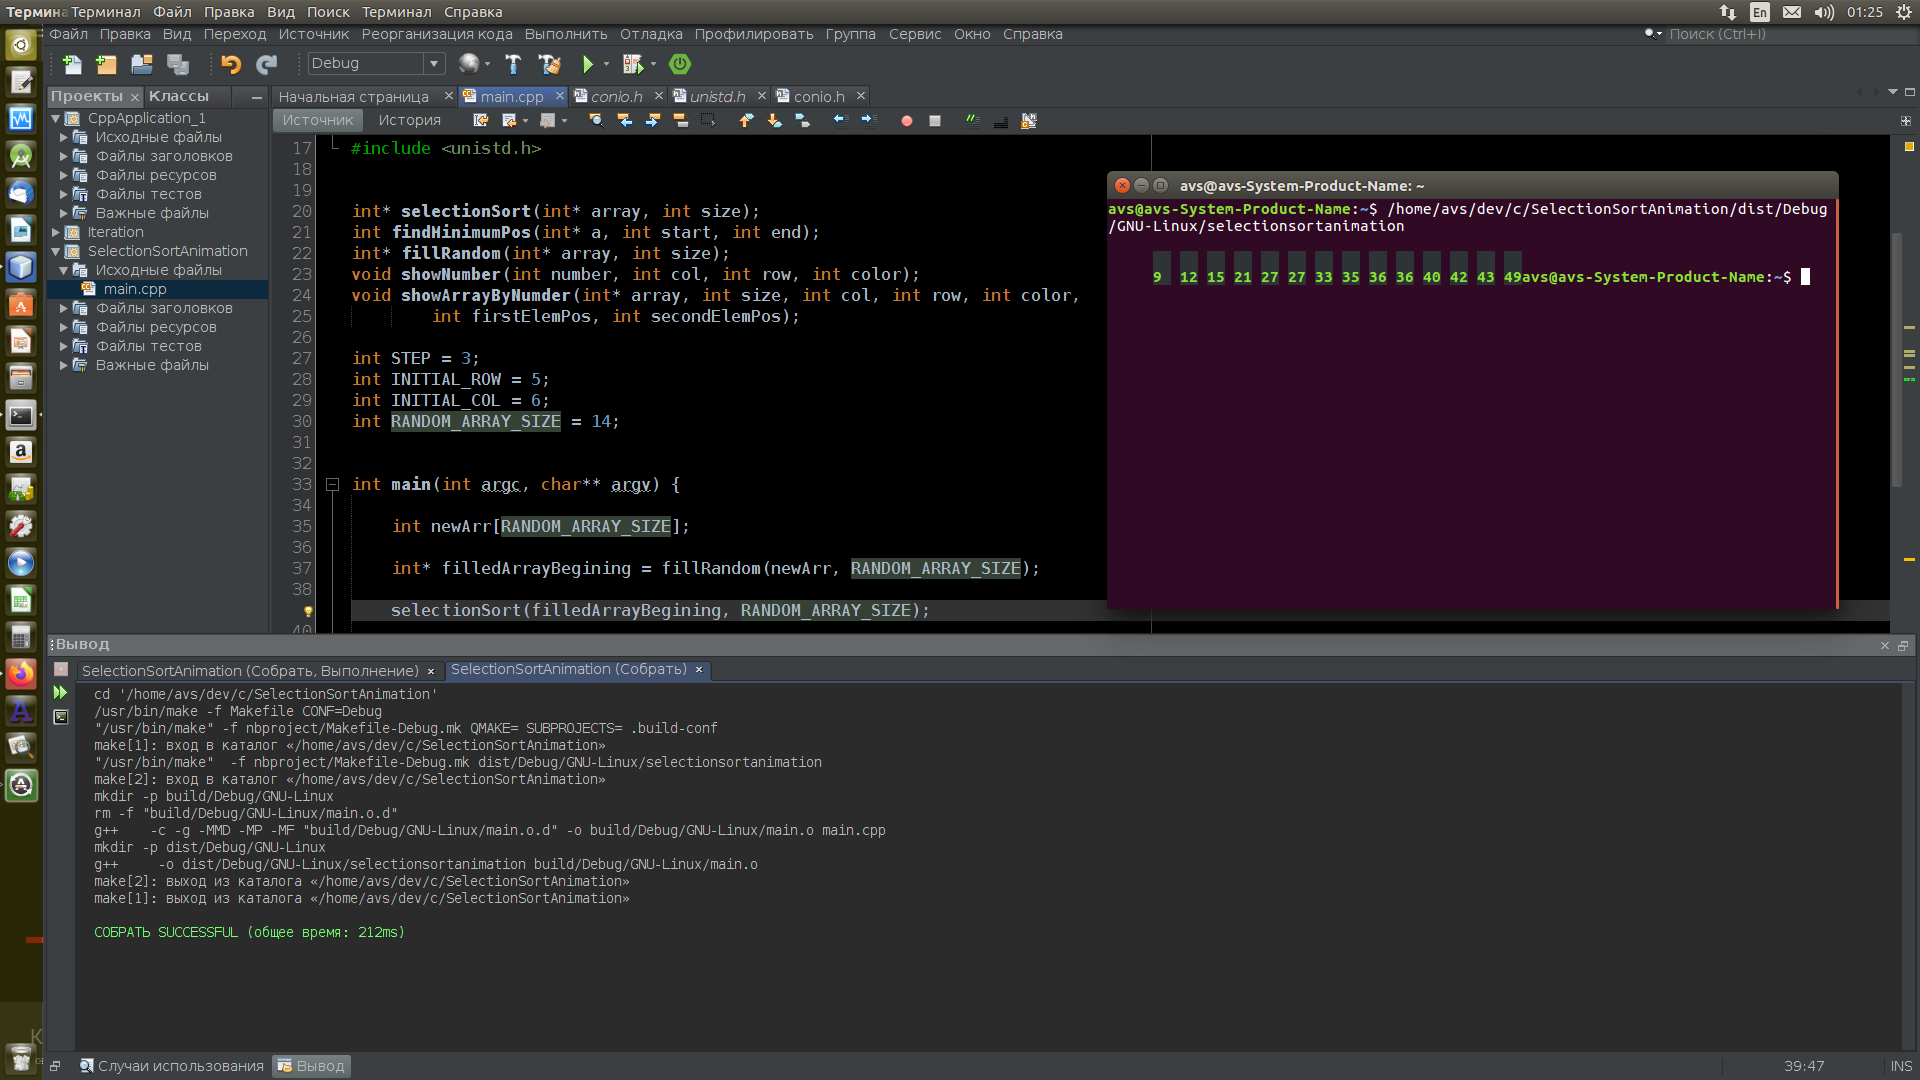 Термина Терминал Файл Правка Вид Поиск Терминал Справка En 01:25
Файл Правка Вид Переход Источник Реорганизация кода Выполнить Отладка Профилировать Группа Сервис Окно Справка Поиск (Ctrl+I)
Debug
Проекты Классы
Начальная страница main.cpp conio.h unistd.h conio.h
Источник История
CppApplication_1
Исходные файлы
Файлы заголовков
Файлы ресурсов
Файлы тестов
Важные файлы
Iteration
SelectionSortAnimation
Исходные файлы
main.cpp
Файлы заголовков
Файлы ресурсов
Файлы тестов
Важные файлы
17 #include <unistd.h>
18
19
20 int* selectionSort(int* array, int size);
21 int findMinimumPos(int* a, int start, int end);
22 int* fillRandom(int* array, int size);
23 void showNumber(int number, int col, int row, int color);
24 void showArrayByNumder(int* array, int size, int col, int row, int color,
25 int firstElemPos, int secondElemPos);
26
27 int STEP = 3;
28 int INITIAL_ROW = 5;
29 int INITIAL_COL = 6;
30 int RANDOM_ARRAY_SIZE = 14;
31
32
33 int main(int argc, char** argv) {
34
35 int newArr[RANDOM_ARRAY_SIZE];
36
37 int* filledArrayBegining = fillRandom(newArr, RANDOM_ARRAY_SIZE);
38
selectionSort(filledArrayBegining, RANDOM_ARRAY_SIZE);
40
avs@avs-System-Product-Name: ~
avs@avs-System-Product-Name:~$ /home/avs/dev/c/SelectionSortAnimation/dist/Debug
/GNU-Linux/selectionsortanimation
9 12 15 21 27 27 33 35 36 36 40 42 43 49avs@avs-System-Product-Name:~$
Вывод
SelectionSortAnimation (Собрать, Выполнение) SelectionSortAnimation (Собрать)
cd '/home/avs/dev/c/SelectionSortAnimation'
/usr/bin/make -f Makefile CONF=Debug
"/usr/bin/make" -f nbproject/Makefile-Debug.mk QMAKE= SUBPROJECTS= .build-conf
make[1]: вход в каталог «/home/avs/dev/c/SelectionSortAnimation»
"/usr/bin/make"  -f nbproject/Makefile-Debug.mk dist/Debug/GNU-Linux/selectionsortanimation
make[2]: вход в каталог «/home/avs/dev/c/SelectionSortAnimation»
mkdir -p build/Debug/GNU-Linux
rm -f "build/Debug/GNU-Linux/main.o.d"
g++    -c -g -MMD -MP -MF "build/Debug/GNU-Linux/main.o.d" -o build/Debug/GNU-Linux/main.o main.cpp
mkdir -p dist/Debug/GNU-Linux
g++     -o dist/Debug/GNU-Linux/selectionsortanimation build/Debug/GNU-Linux/main.o
make[2]: выход из каталога «/home/avs/dev/c/SelectionSortAnimation»
make[1]: выход из каталога «/home/avs/dev/c/SelectionSortAnimation»
СОБРАТЬ SUCCESSFUL (общее время: 212ms)
Случаи использования Вывод 39:47 INS